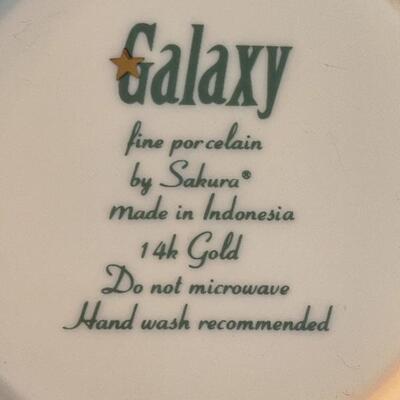 Galaxy
fine porcelain
by Sakura®
made in Indonesia
14k Gold
Do not microwave
Hand wash recommended